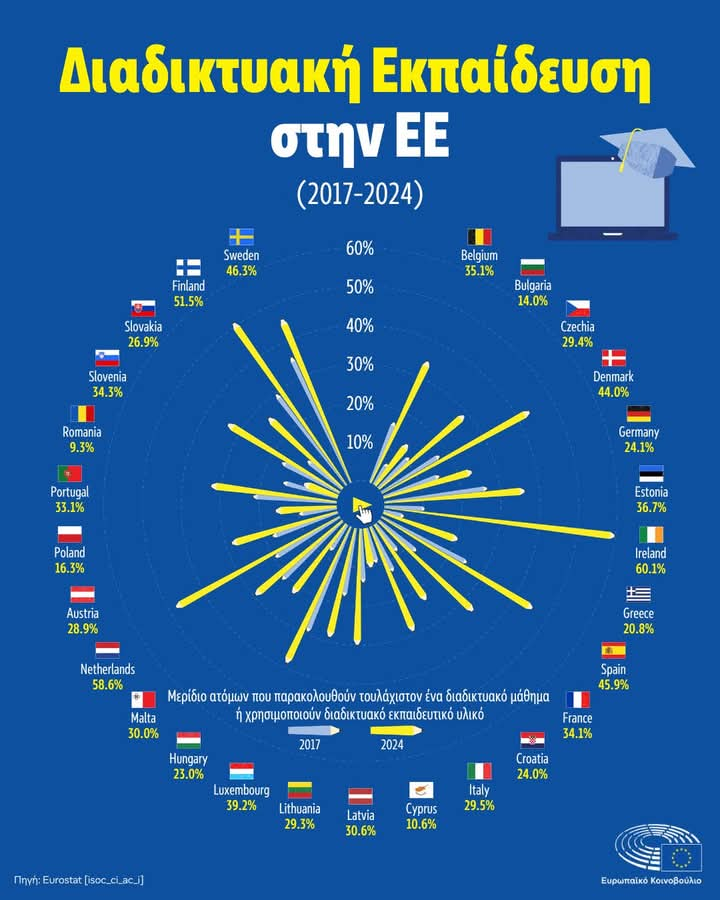 Διαδικτυακή Εκπαίδευση
στην ΕΕ
(2017-2024)
60%
50%
40%
30%
20%
10%
Belgium
35.1%
Bulgaria
14.0%
Czechia
29.4%
Denmark
44.0%
Germany
24.1%
Estonia
36.7%
Ireland
60.1%
Greece
20.8%
Spain
45.9%
France
34.1%
Croatia
24.0%
Italy
29.5%
Cyprus
10.6%
Latvia
30.6%
Lithuania
29.3%
Luxembourg
39.2%
Hungary
23.0%
Malta
30.0%
Netherlands
58.6%
Austria
28.9%
Poland
16.3%
Portugal
33.1%
Romania
9.3%
Slovenia
34.3%
Slovakia
26.9%
Finland
51.5%
Sweden
46.3%
Μερίδιο ατόμων που παρακολουθούν τουλάχιστον ένα διαδικτυακό μάθημα
ή χρησιμοποιούν διαδικτυακό εκπαιδευτικό υλικό
2017
2024
Πηγή: Eurostat [isoc_ci_ac_i]
Ευρωπαϊκό Κοινοβούλιο